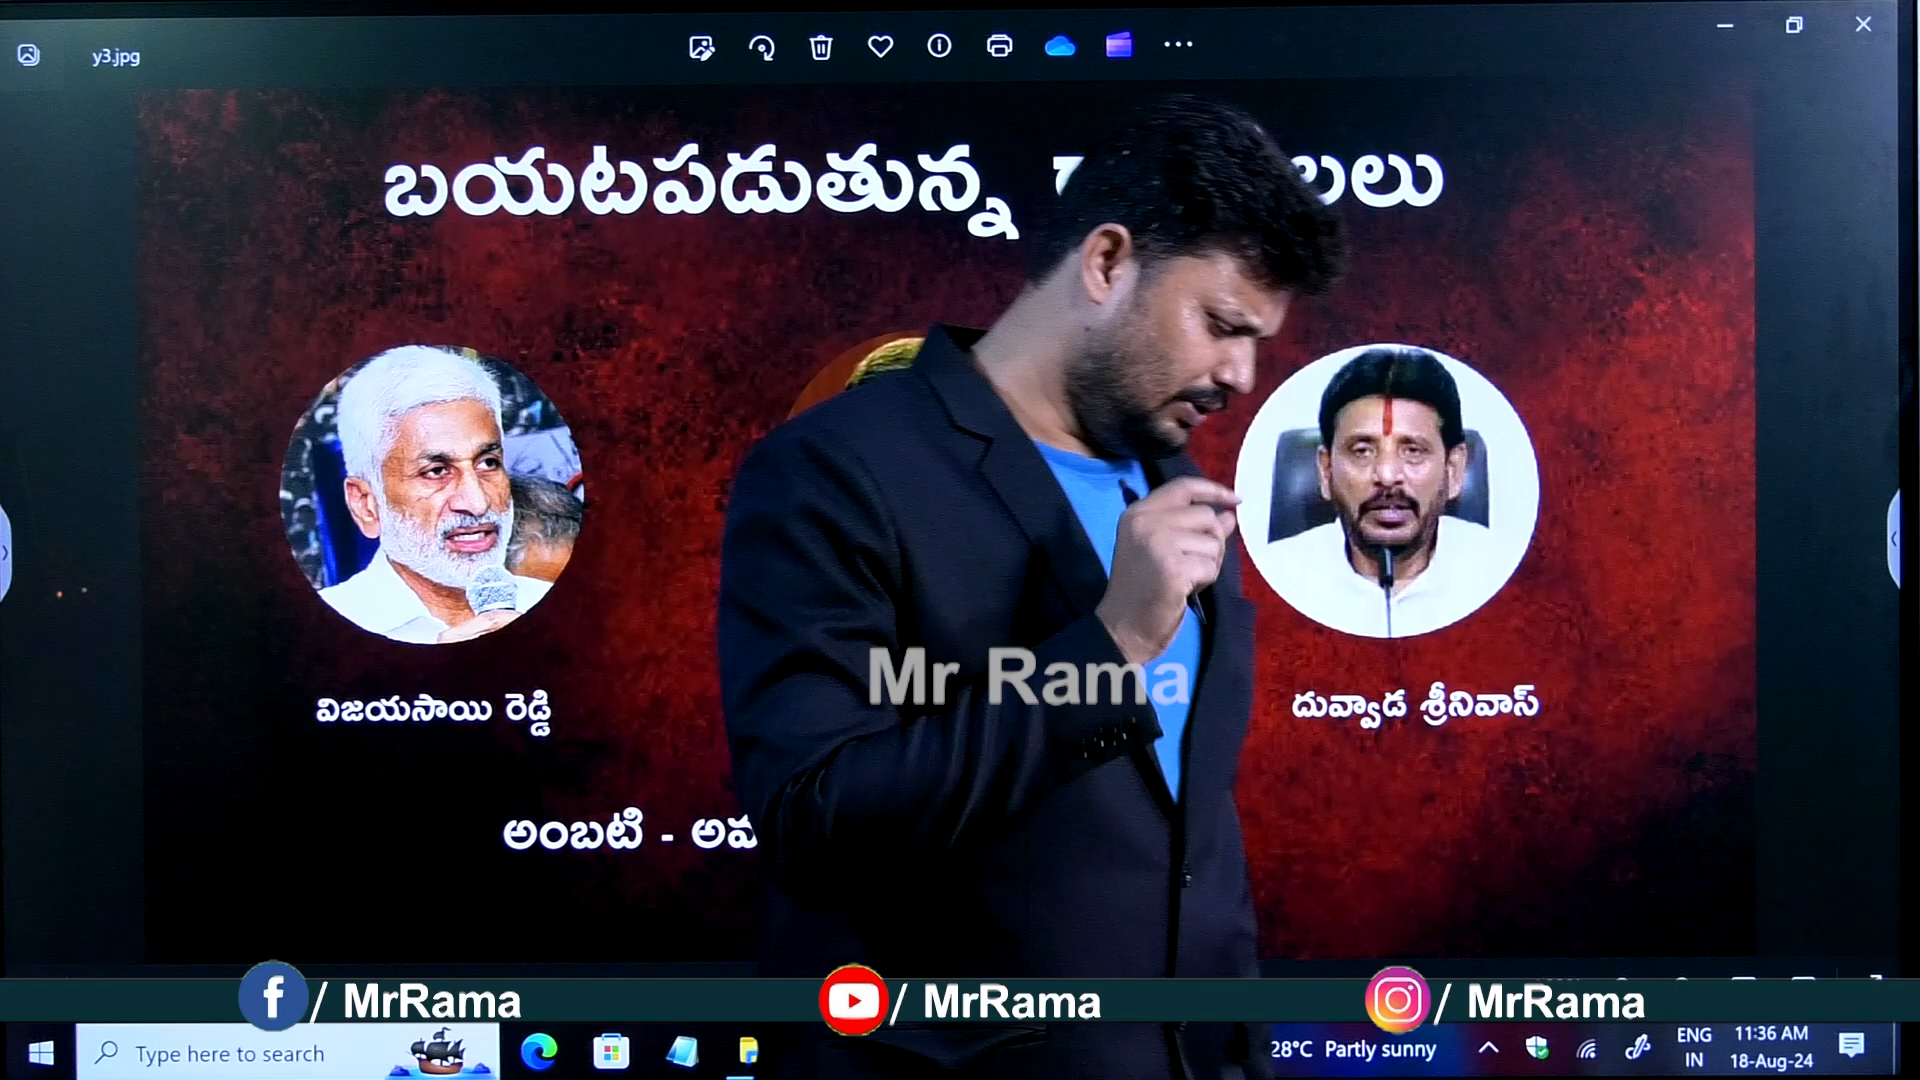 y3.jpg
బయటపడుతున్న
విజయసాయి రెడ్డి
దువ్వాడ శ్రీనివాస్
Mr Rama
అంబటి -
/ MrRama
/ MrRama
/ MrRama
Type here to search
28°C Partly sunny
ENG
IN
11:36 AM
18-Aug-24